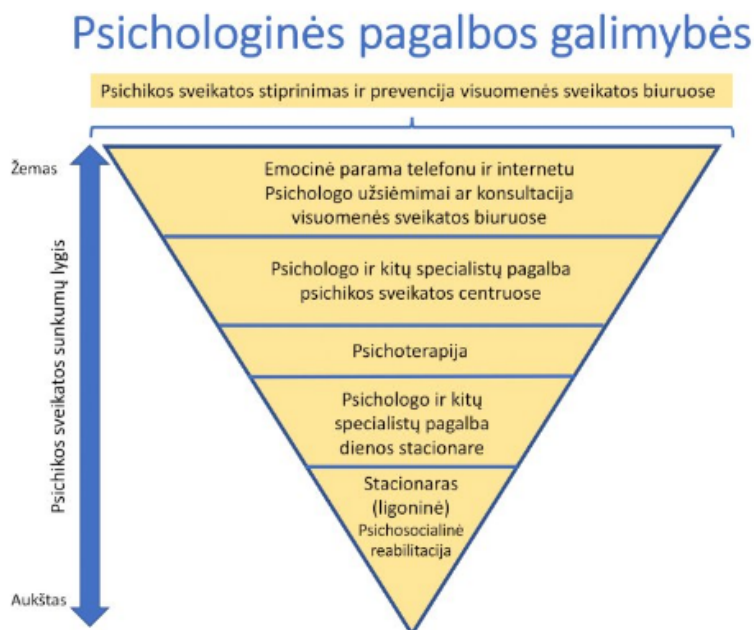 Psichologinės pagalbos galimybės
Psichikos sveikatos stiprinimas ir prevencija visuomenės sveikatos biuruose
Žemas
Psichikos sveikatos sunkumų lygis
Aukštas
Emocinė parama telefonu ir internetu
Psichologo užsiėmimai ar konsultacija
visuomenės sveikatos biuruose
Psichologo ir kitų specialistų pagalba
psichikos sveikatos centruose
Psichoterapija
Psichologo ir kitų
specialistų pagalba
dienos stacionare
Stacionaras
(ligoninė)
Psichosocialinė
reabilitacija